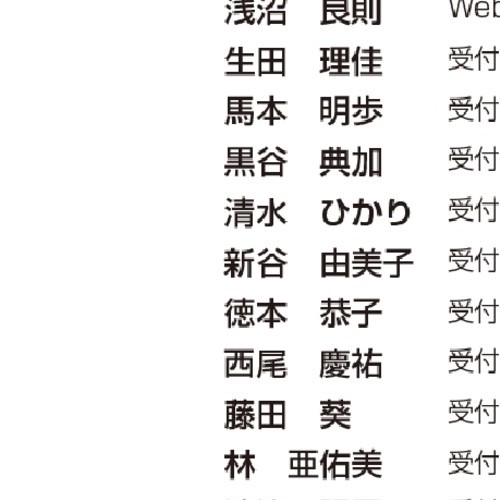 浅沼　良則　Web
生田　理佳　受付
馬本　明歩　受付
黒谷　典加　受付
清水　ひかり　受付
新谷　由美子　受付
徳本　恭子　受付
西尾　慶祐　受付
藤田　葵　受付
林　亜佑美　受付